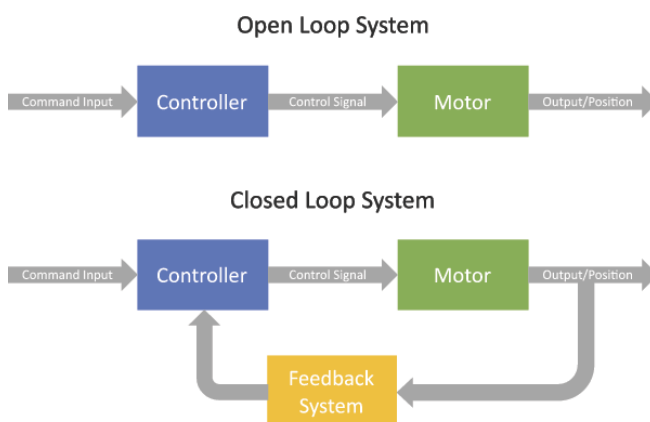 Open Loop System
Command Input Controller Control Signal Motor Output/Position
Closed Loop System
Command Input Controller Control Signal Motor Output/Position
Feedback
System